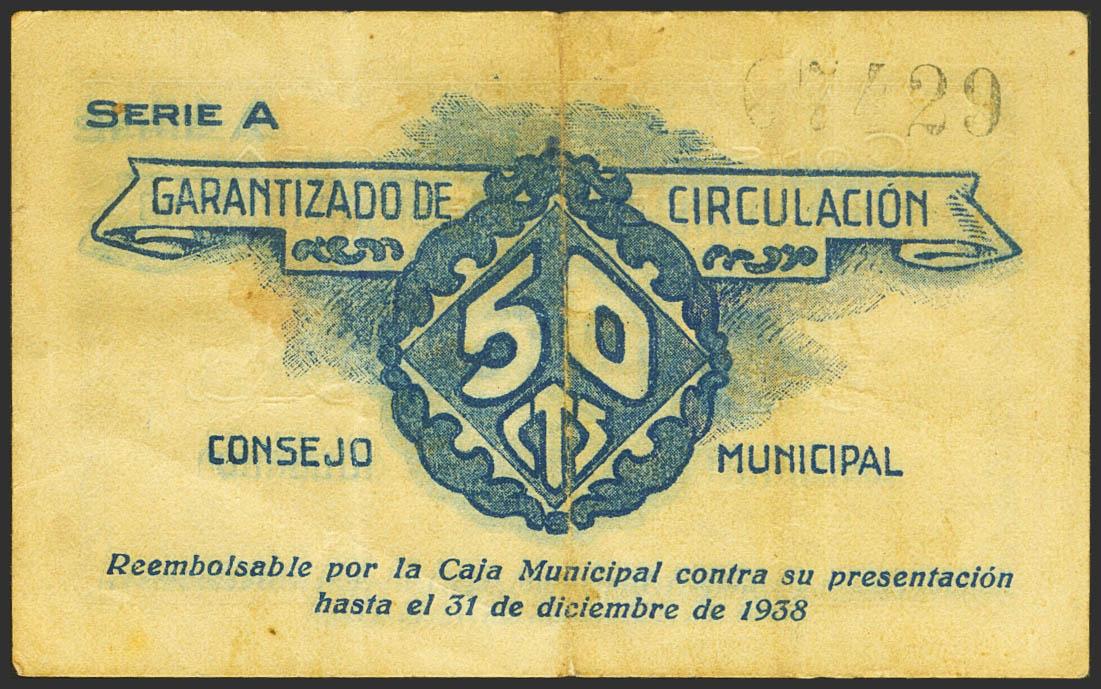 SERIE A
67429
GARANTIZADO DE CIRCULACIÓN
50
CTS
CONSEJO MUNICIPAL
Reembolsable por la Caja Municipal contra su presentación
hasta el 31 de diciembre de 1938